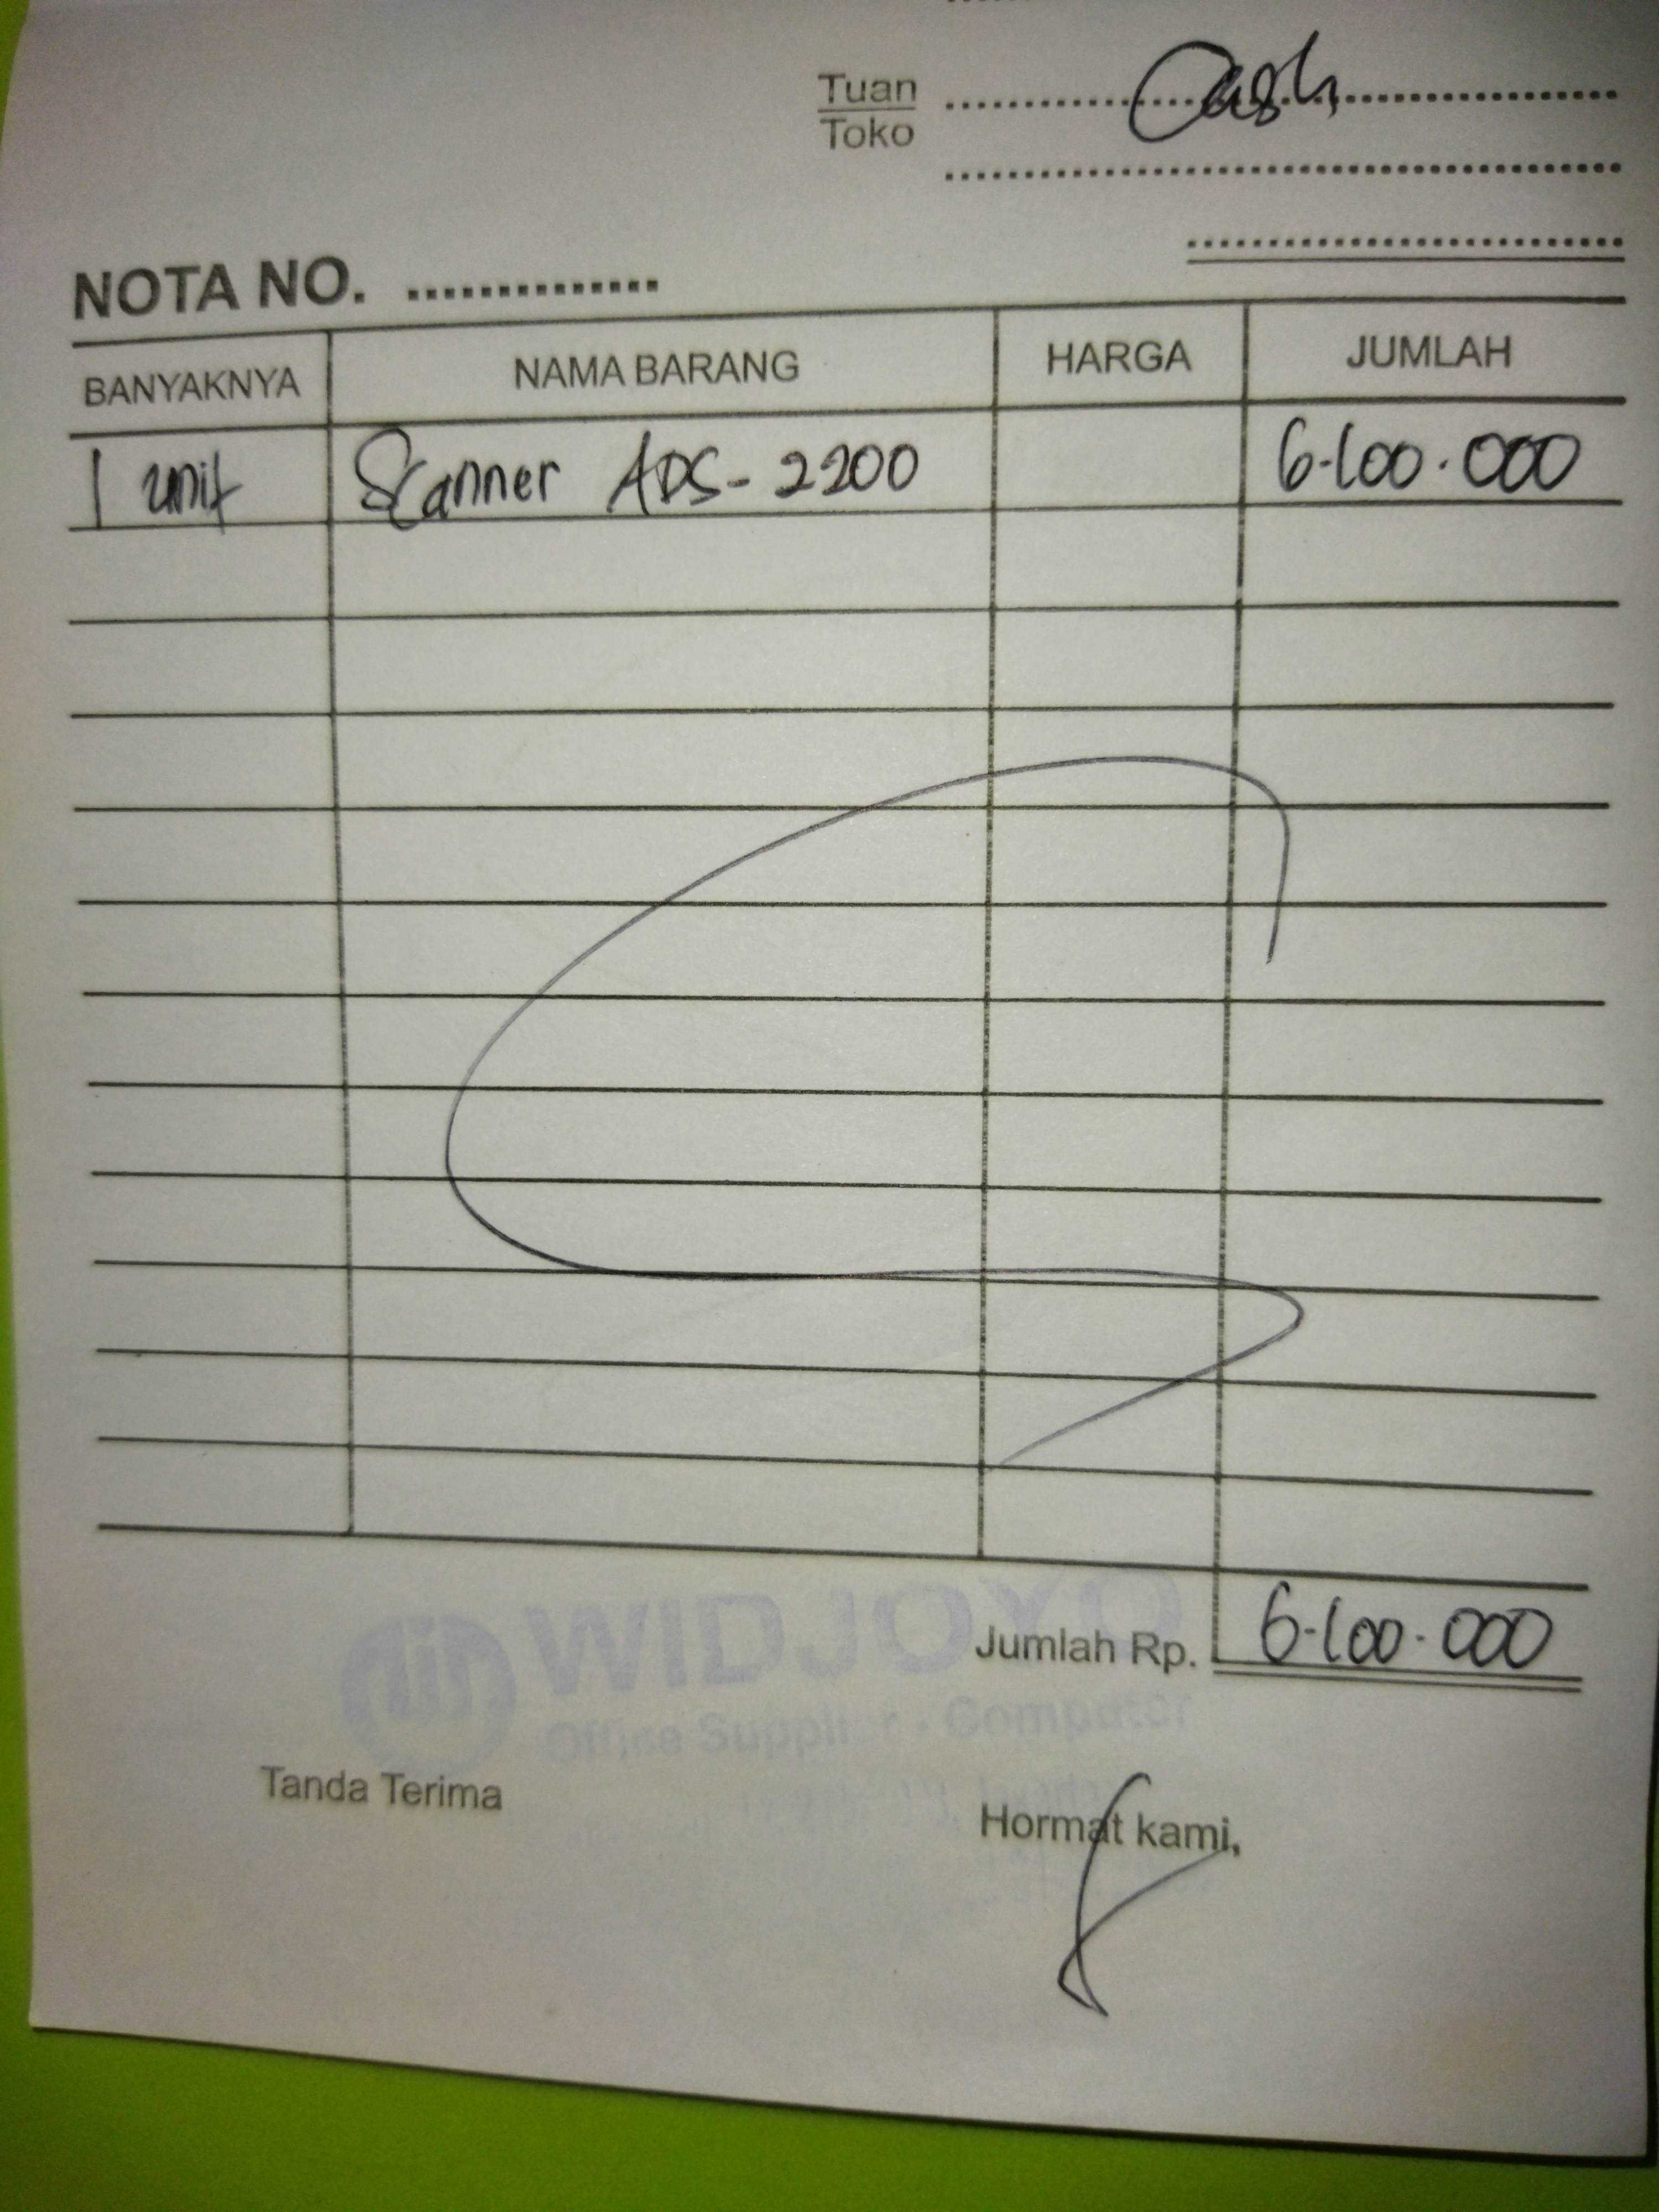 Tuan
Toko
Cash
NOTA NO.
BANYAKNYA NAMA BARANG HARGA JUMLAH
1 unit Scanner ADS-2200 6.100.000
Jumlah Rp. 6.100.000
WIDJOYO
Office Supplier - Computer
Tanda Terima
Hormat kami,